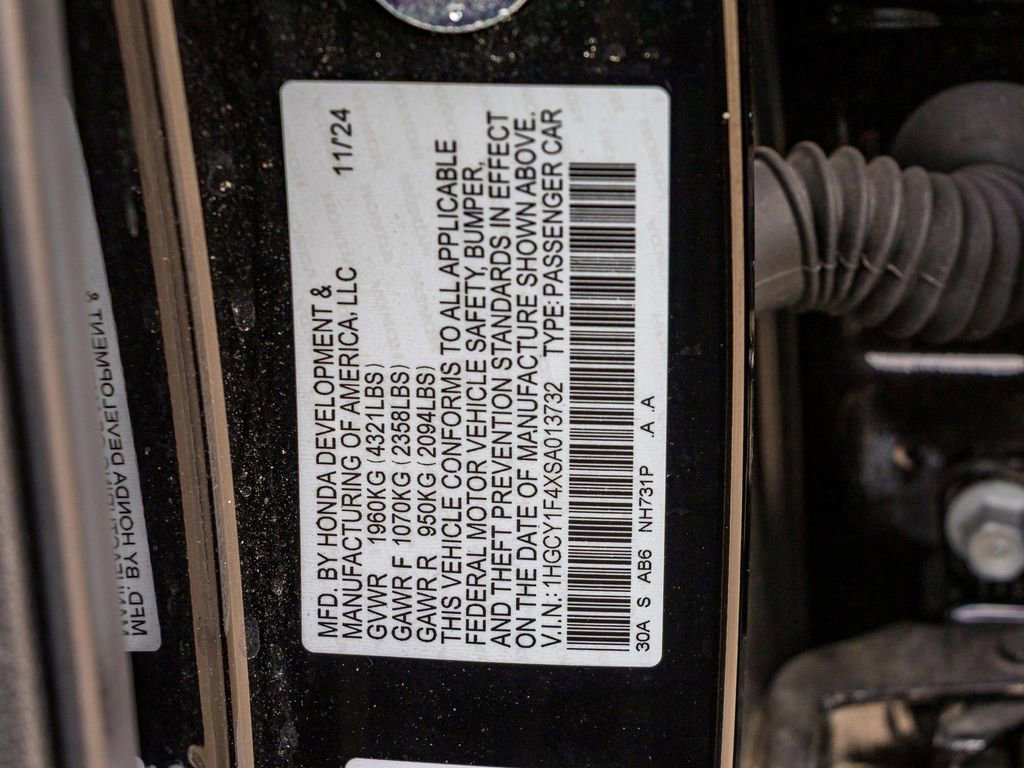 MFD. BY HONDA DEVELOPMENT &
MANUFACTURING OF AMERICA, LLC 11/'24
GVWR 1960KG (4321LBS)
GAWR F 1070KG (2358LBS)
GAWR R 950KG (2094LBS)
THIS VEHICLE CONFORMS TO ALL APPLICABLE
FEDERAL MOTOR VEHICLE SAFETY, BUMPER,
AND THEFT PREVENTION STANDARDS IN EFFECT
ON THE DATE OF MANUFACTURE SHOWN ABOVE.
V.I.N.: 1HGCY1F4XSA013732 TYPE: PASSENGER CAR
30A S AB6 NH731P .A .A
MFD. BY HONDA DEVELOPMENT &